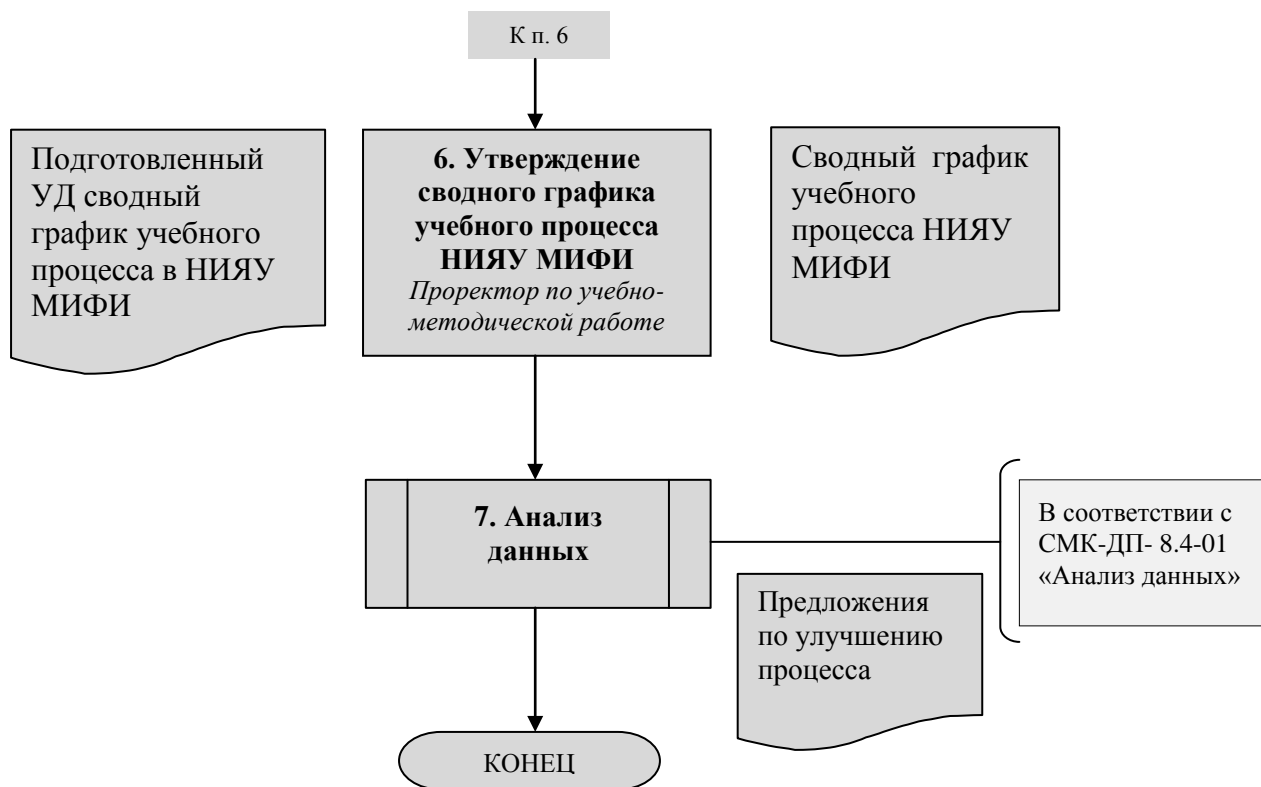 К п. 6
Подготовленный
УД сводный
график учебного
процесса в НИЯУ
МИФИ
6. Утверждение
сводного графика
учебного процесса
НИЯУ МИФИ
Проректор по учебно-
методической работе
Сводный график
учебного
процесса НИЯУ
МИФИ
7. Анализ
данных
В соответствии с
СМК-ДП- 8.4-01
«Анализ данных»
Предложения
по улучшению
процесса
КОНЕЦ